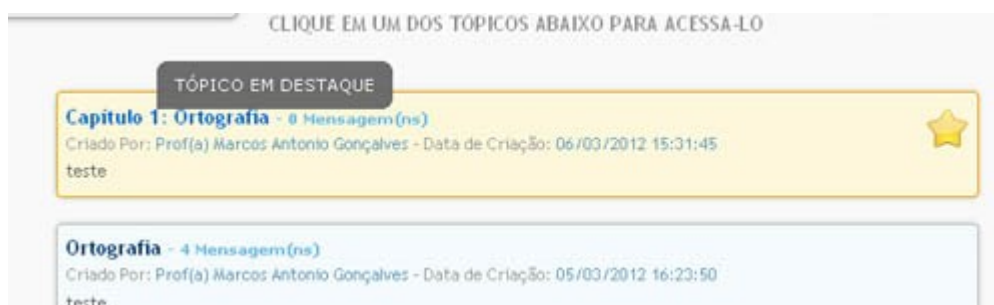 CLIQUE EM UM DOS TÓPICOS ABAIXO PARA ACESSA-LO
TÓPICO EM DESTAQUE
Capítulo 1: Ortografia - 0 Mensagem(ns)
Criado Por: Prof(a) Marcos Antonio Gonçalves - Data de Criação: 06/03/2012 15:31:45
teste
Ortografia - 4 Mensagem(ns)
Criado Por: Prof(a) Marcos Antonio Gonçalves - Data de Criação: 05/03/2012 16:23:50
teste